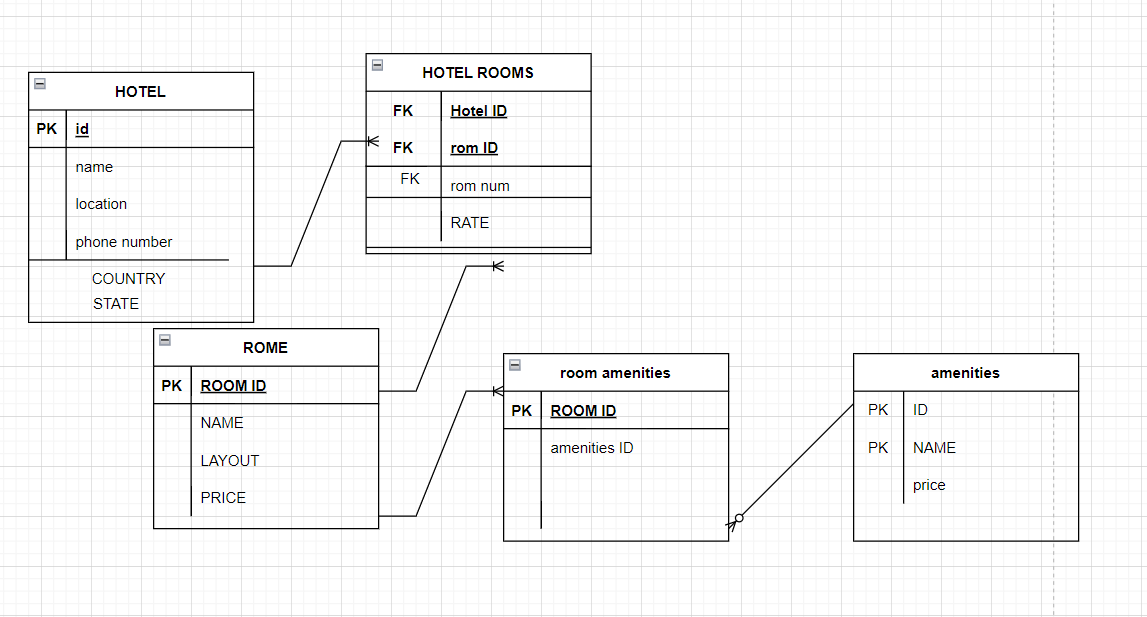 HOTEL
PK id
name
location
phone number
COUNTRY
STATE
HOTEL ROOMS
FK Hotel ID
FK rom ID
FK rom num
RATE
ROME
PK ROOM ID
NAME
LAYOUT
PRICE
room amenities
PK ROOM ID
amenities ID
amenities
PK ID
PK NAME
price